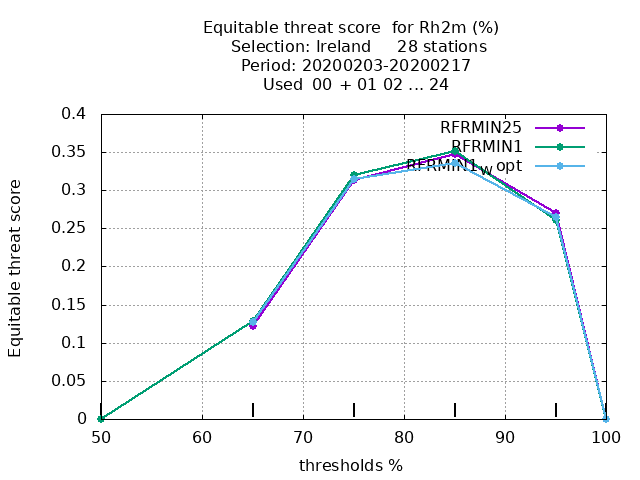 Equitable threat score for Rh2m (%)
Selection: Ireland 28 stations
Period: 20200203-20200217
Used 00 + 01 02 ... 24
0.4
0.35
0.3
0.25
0.2
0.15
0.1
0.05
0
Equitable threat score
RFRMIN25
RFRMIN1
RFRMIN1w opt
50 60 70 80 90 100
thresholds %